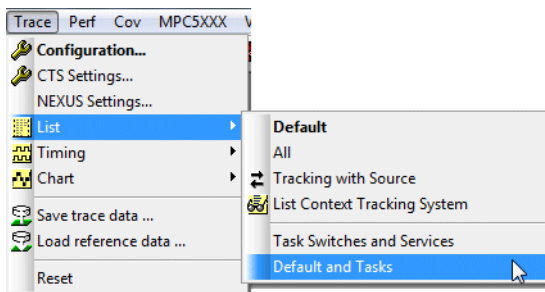 Trace Perf Cov MPC5XXX
Configuration...
CTS Settings...
NEXUS Settings...
List
Timing
Chart
Save trace data ...
Load reference data ...
Reset
Default
All
Tracking with Source
List Context Tracking System
Task Switches and Services
Default and Tasks